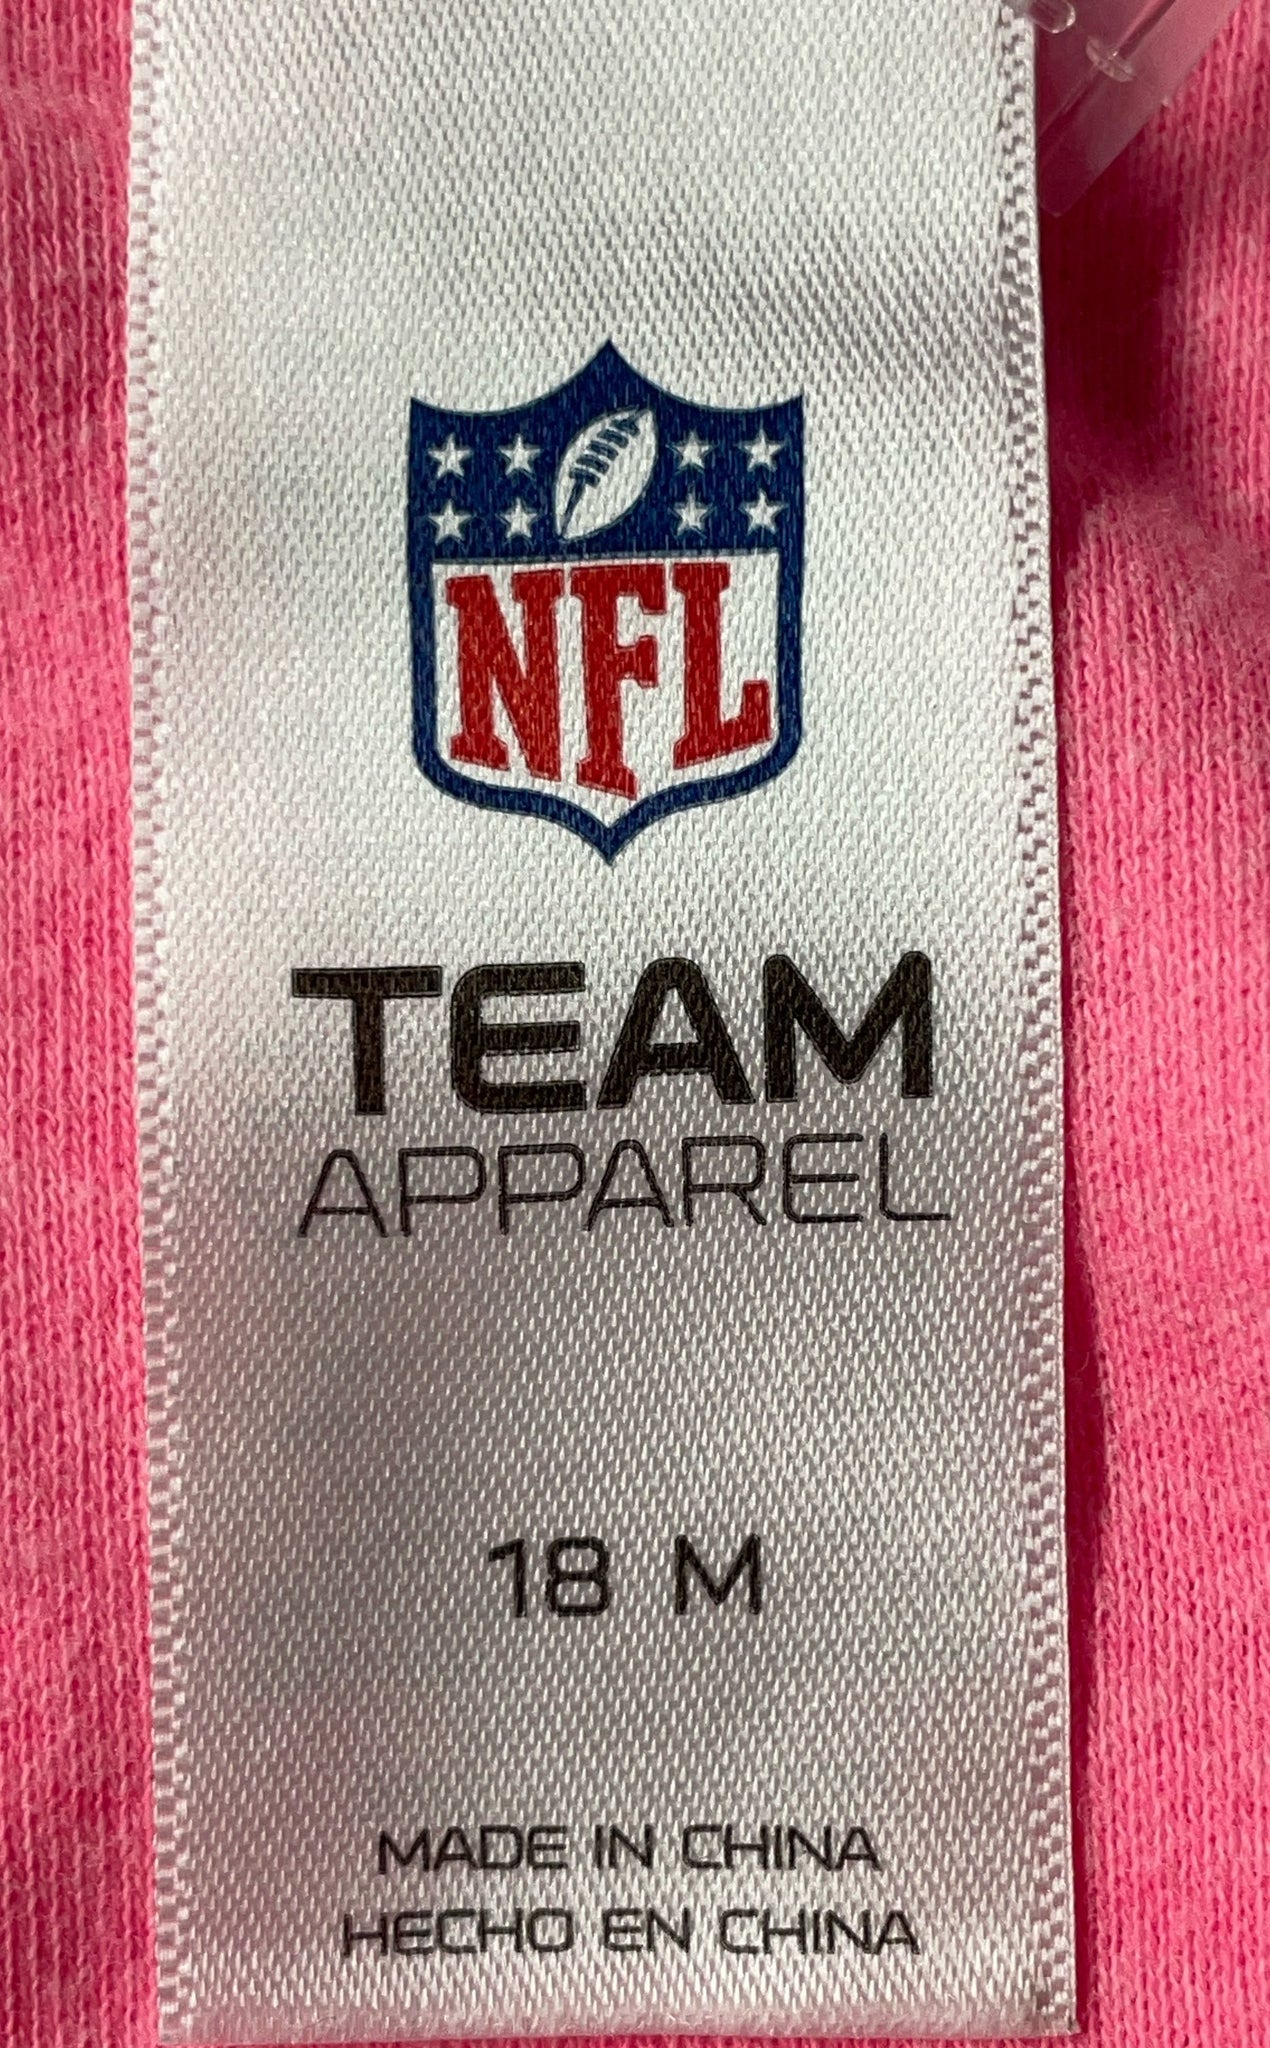 NFL
TEAM
APPAREL
18 M
MADE IN CHINA
HECHO EN CHINA